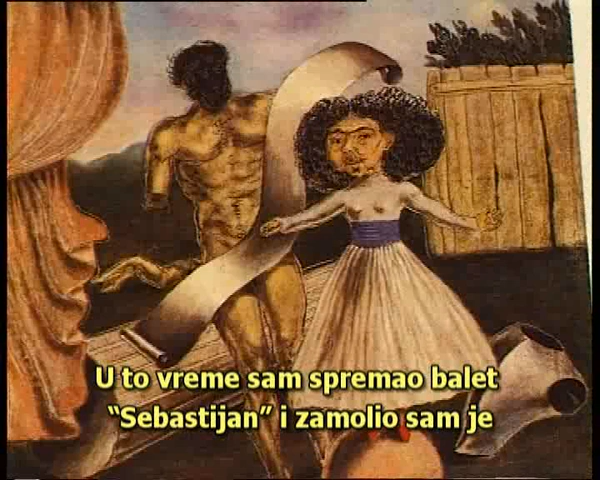 U to vreme sam spremao balet
“Sebastijan” i zamolio sam je